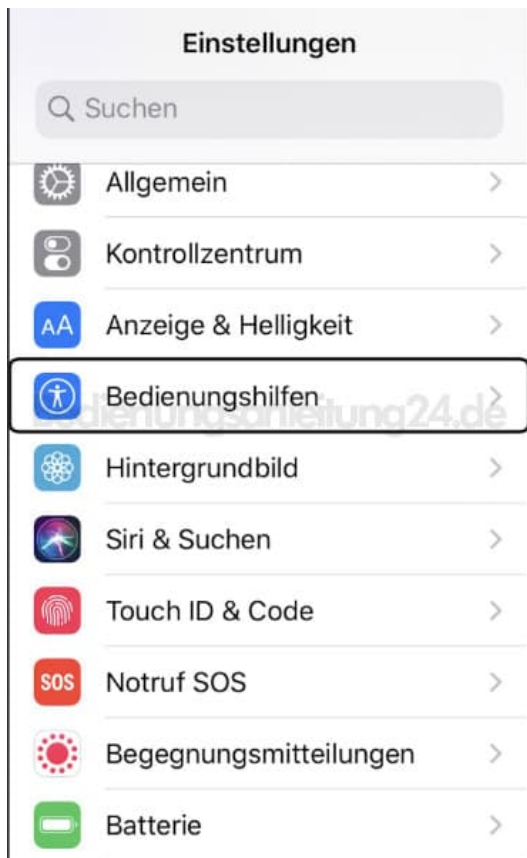 Einstellungen
Suchen
Allgemein
Kontrollzentrum
AA Anzeige & Helligkeit
Bedienungshilfen
bedienungsanleitung24.de
Hintergrundbild
Siri & Suchen
Touch ID & Code
SOS Notruf SOS
Begegnungsmitteilungen
Batterie